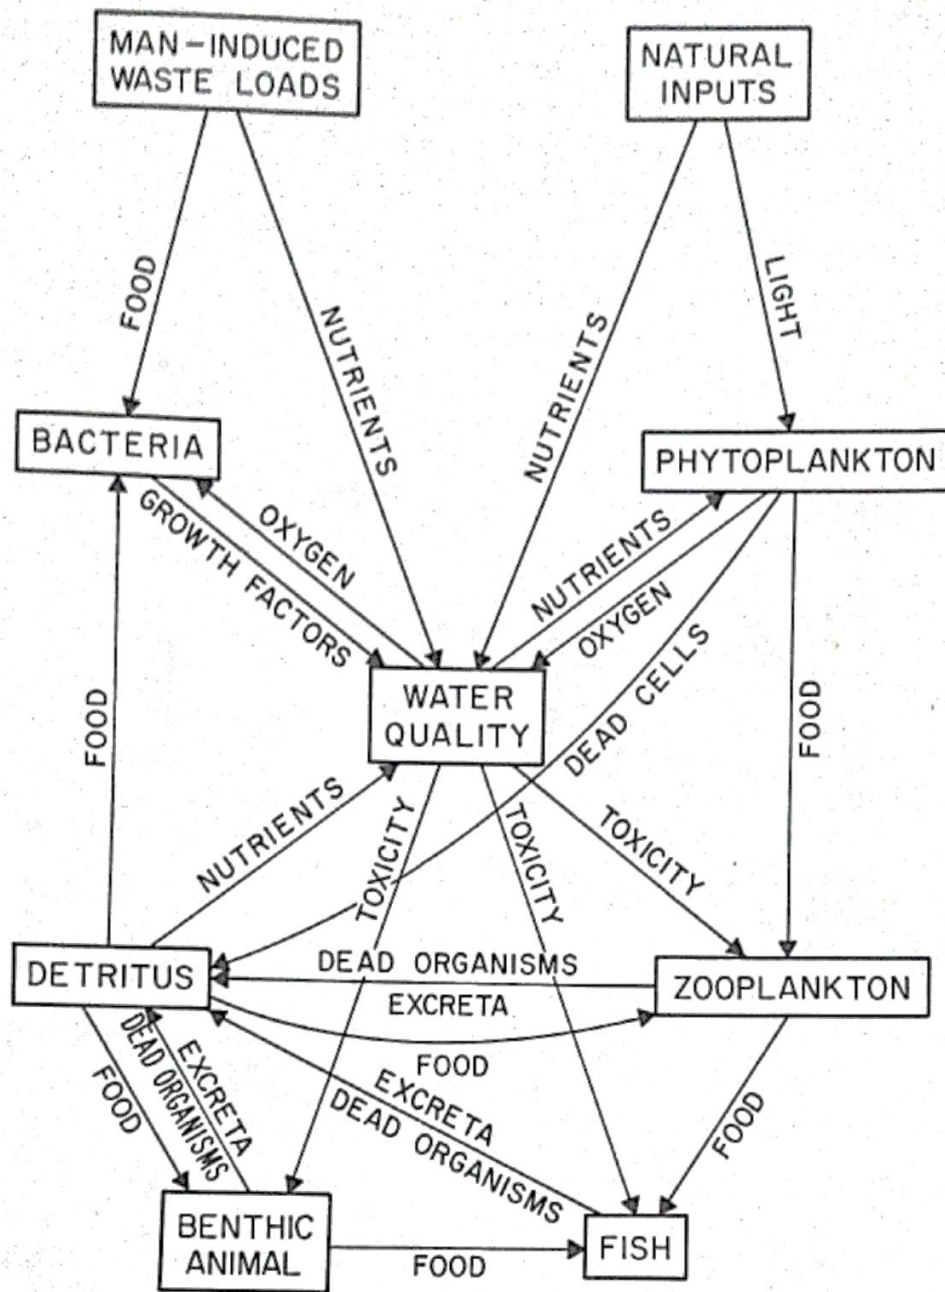 MAN-INDUCED
WASTE LOADS
NATURAL
INPUTS
FOOD
NUTRIENTS
NUTRIENTS
LIGHT
BACTERIA
PHYTOPLANKTON
OXYGEN
GROWTH FACTORS
NUTRIENTS
OXYGEN
DEAD CELLS
WATER
QUALITY
FOOD
FOOD
NUTRIENTS
TOXICITY
TOXICITY
TOXICITY
DETRITUS
DEAD ORGANISMS
EXCRETA
ZOOPLANKTON
FOOD
FOOD
DEAD ORGANISMS
EXCRETA
EXCRETA
DEAD ORGANISMS
FOOD
BENTHIC
ANIMAL
FOOD
FISH